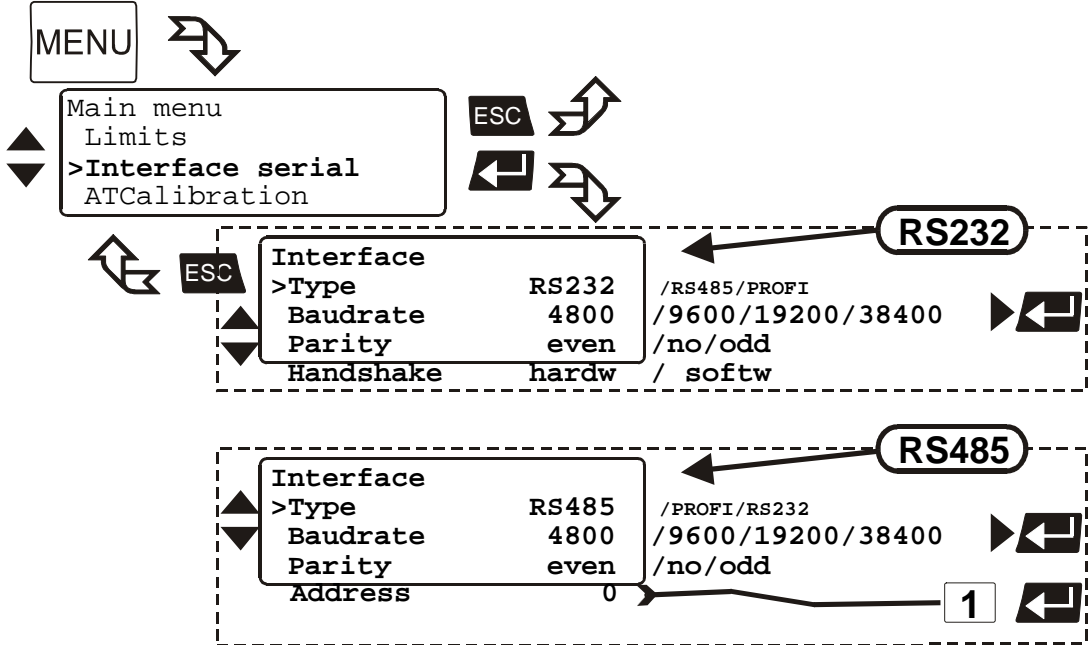 MENU
Main menu
Limits
>Interface serial
ATCalibration
ESC
ESC
RS232
Interface
>Type RS232 /RS485/PROFI
Baudrate 4800 /9600/19200/38400
Parity even /no/odd
Handshake hardw / softw
RS485
Interface
>Type RS485 /PROFI/RS232
Baudrate 4800 /9600/19200/38400
Parity even /no/odd
Address 0 1